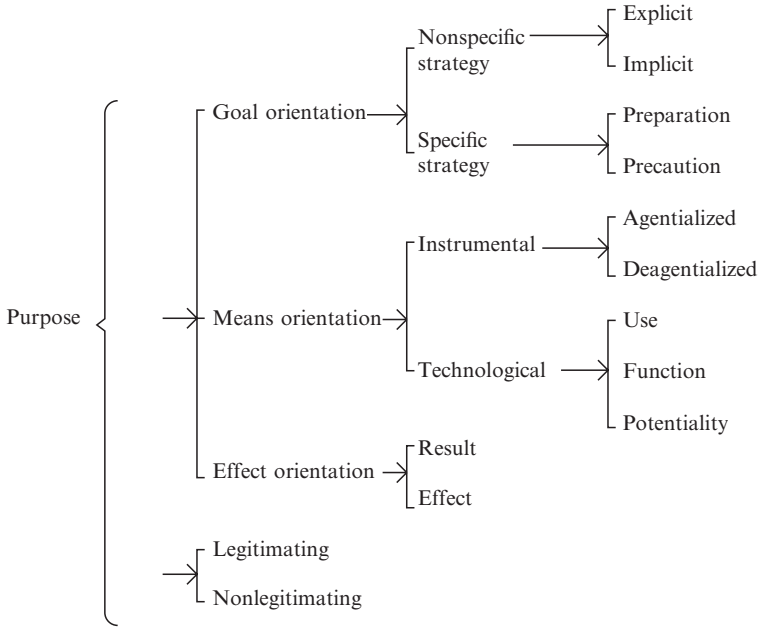 Purpose
Goal orientation
Nonspecific
strategy
Explicit
Implicit
Specific
strategy
Preparation
Precaution
Means orientation
Instrumental
Agentialized
Deagentialized
Technological
Use
Function
Potentiality
Effect orientation
Result
Effect
Legitimating
Nonlegitimating